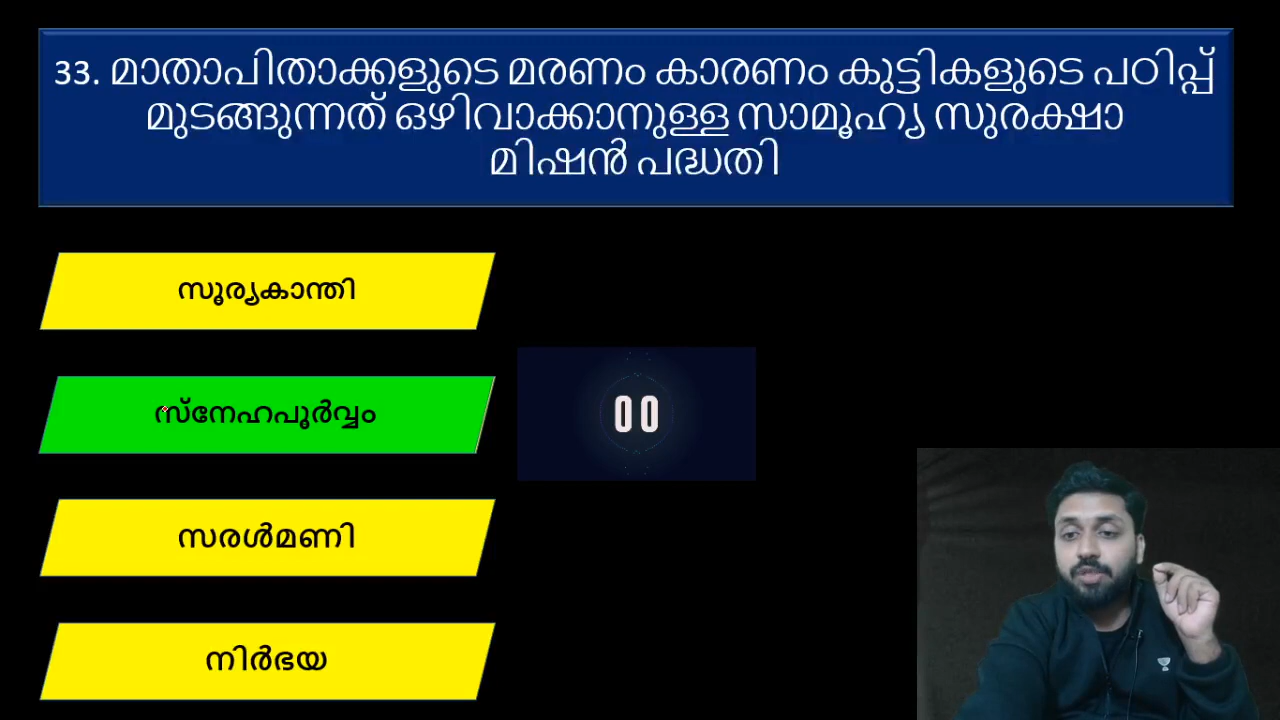 33. മാതാപിതാക്കളുടെ മരണം കാരണം കുട്ടികളുടെ പഠിപ്പ്
മുടങ്ങുന്നത് ഒഴിവാക്കാനുള്ള സാമൂഹ്യ സുരക്ഷാ
മിഷൻ പദ്ധതി
സൂര്യകാന്തി
സ്നേഹപൂർവ്വം
00
സരൾമണി
നിർഭയ